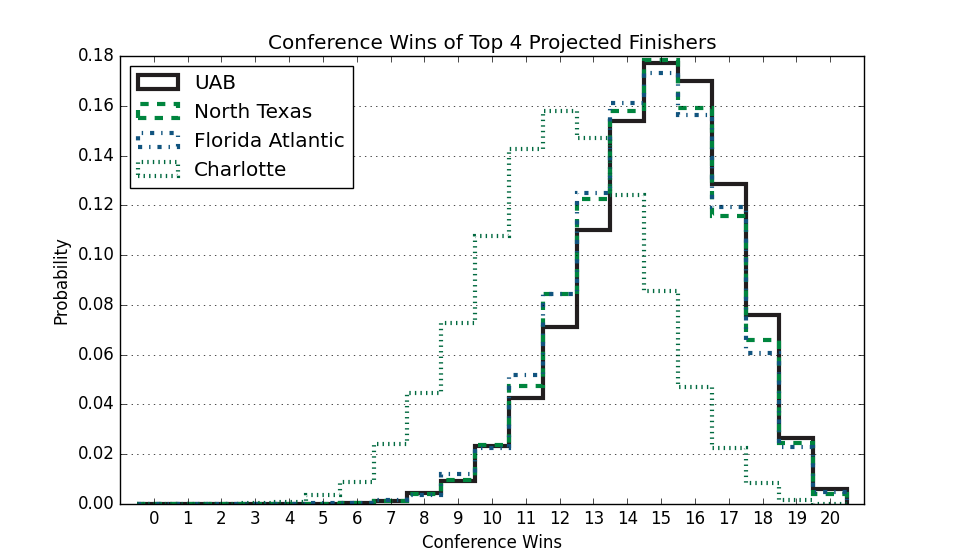 Conference Wins of Top 4 Projected Finishers
UAB
North Texas
Florida Atlantic
Charlotte
Probability
0.18
0.16
0.14
0.12
0.10
0.08
0.06
0.04
0.02
0.00
0 1 2 3 4 5 6 7 8 9 10 11 12 13 14 15 16 17 18 19 20
Conference Wins